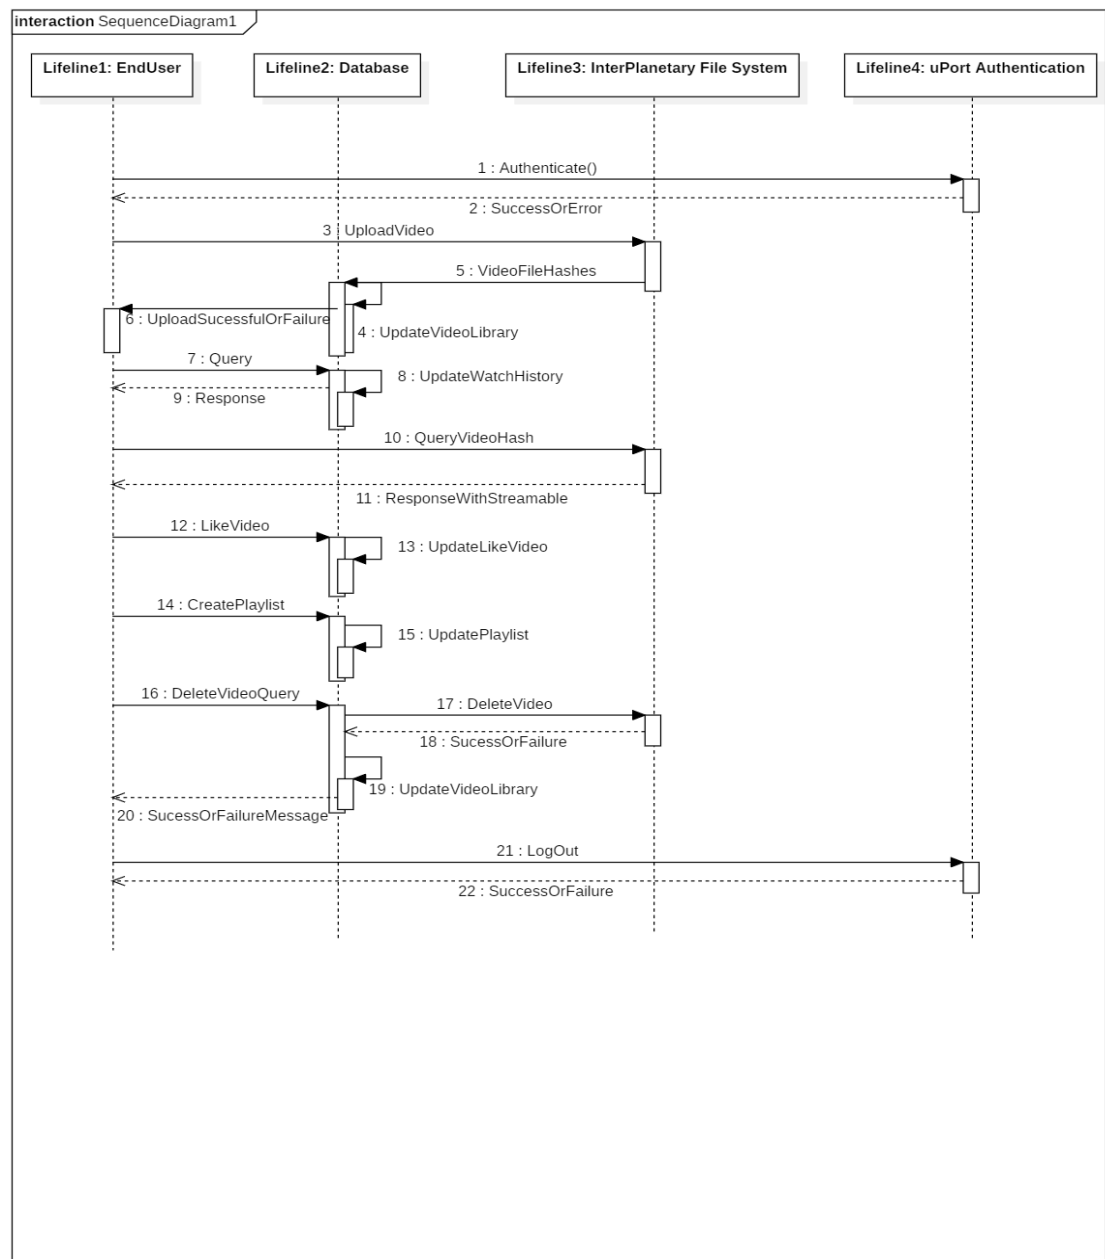 interaction SequenceDiagram1
Lifeline1: EndUser
Lifeline2: Database
Lifeline3: InterPlanetary File System
Lifeline4: uPort Authentication
1 : Authenticate()
2 : SuccessOrError
3 : UploadVideo
5 : VideoFileHashes
6 : UploadSucessfulOrFailure
4 : UpdateVideoLibrary
7 : Query
8 : UpdateWatchHistory
9 : Response
10 : QueryVideoHash
11 : ResponseWithStreamable
12 : LikeVideo
13 : UpdateLikeVideo
14 : CreatePlaylist
15 : UpdatePlaylist
16 : DeleteVideoQuery
17 : DeleteVideo
18 : SucessOrFailure
19 : UpdateVideoLibrary
20 : SucessOrFailureMessage
21 : LogOut
22 : SuccessOrFailure